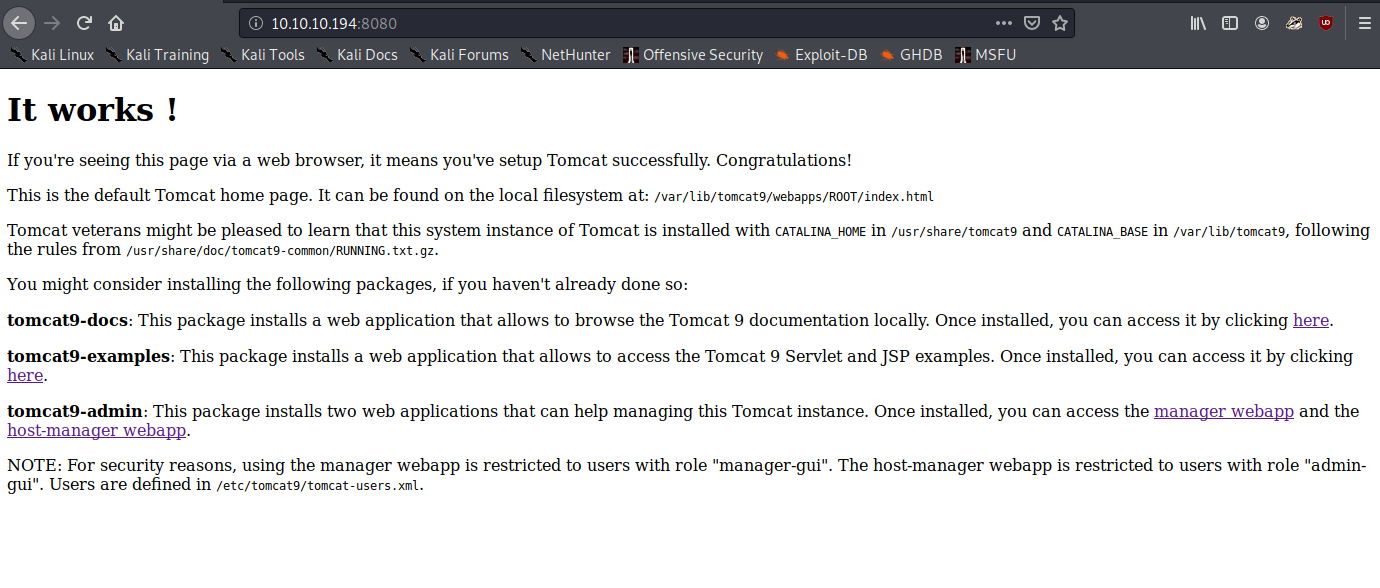 10.10.10.194:8080
Kali Linux Kali Training Kali Tools Kali Docs Kali Forums NetHunter Offensive Security Exploit-DB GHDB MSFU
It works !
If you're seeing this page via a web browser, it means you've setup Tomcat successfully. Congratulations!
This is the default Tomcat home page. It can be found on the local filesystem at: /var/lib/tomcat9/webapps/ROOT/index.html
Tomcat veterans might be pleased to learn that this system instance of Tomcat is installed with CATALINA_HOME in /usr/share/tomcat9 and CATALINA_BASE in /var/lib/tomcat9, following
the rules from /usr/share/doc/tomcat9-common/RUNNING.txt.gz.
You might consider installing the following packages, if you haven't already done so:
tomcat9-docs: This package installs a web application that allows to browse the Tomcat 9 documentation locally. Once installed, you can access it by clicking here.
tomcat9-examples: This package installs a web application that allows to access the Tomcat 9 Servlet and JSP examples. Once installed, you can access it by clicking
here.
tomcat9-admin: This package installs two web applications that can help managing this Tomcat instance. Once installed, you can access the manager webapp and the
host-manager webapp.
NOTE: For security reasons, using the manager webapp is restricted to users with role "manager-gui". The host-manager webapp is restricted to users with role "admin-
gui". Users are defined in /etc/tomcat9/tomcat-users.xml.